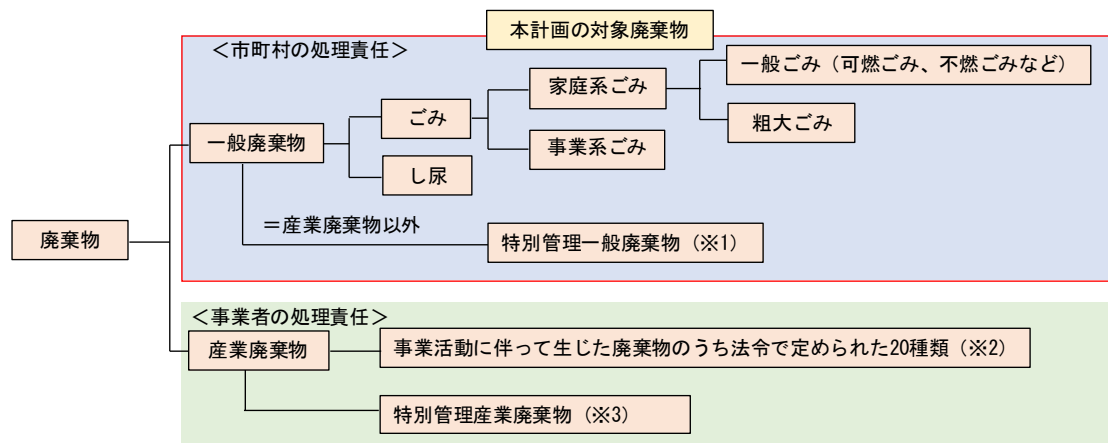 本計画の対象廃棄物
<市町村の処理責任>
一般ごみ（可燃ごみ、不燃ごみなど）
家庭系ごみ
ごみ
粗大ごみ
一般廃棄物
事業系ごみ
し尿
＝産業廃棄物以外
廃棄物
特別管理一般廃棄物（※1）
<事業者の処理責任>
産業廃棄物
事業活動に伴って生じた廃棄物のうち法令で定められた20種類（※2）
特別管理産業廃棄物（※3）